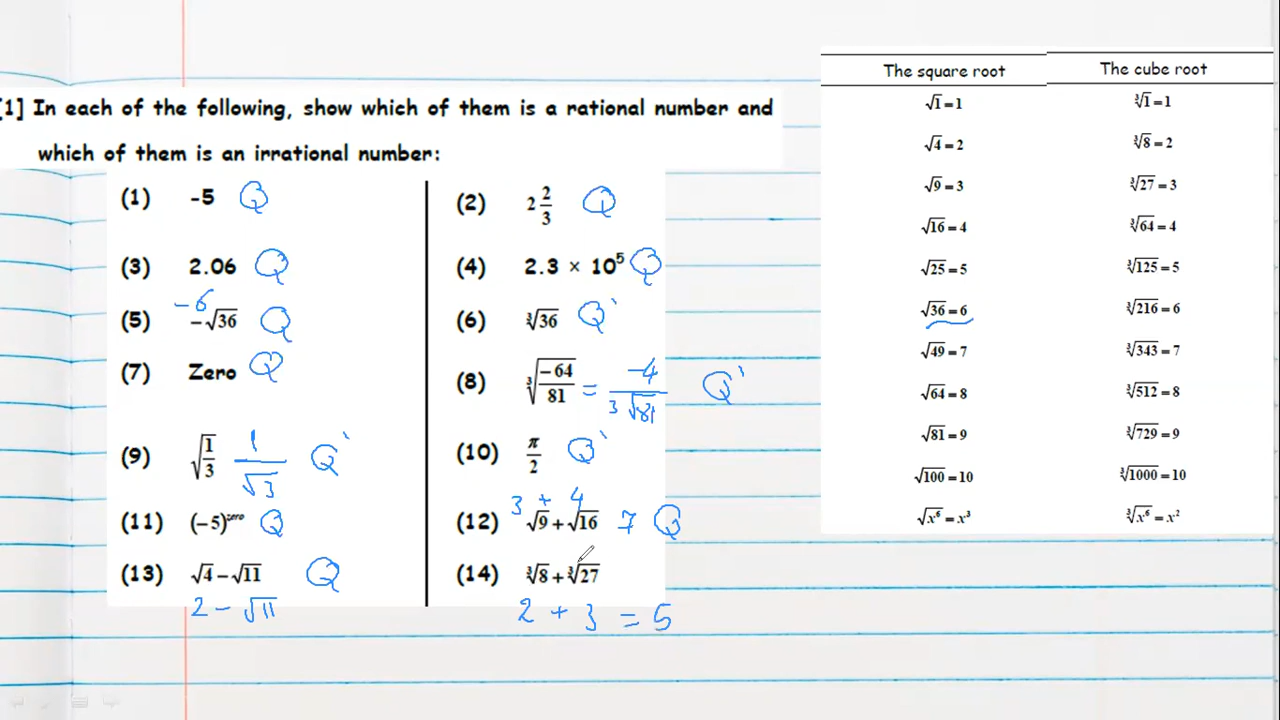 [1] In each of the following, show which of them is a rational number and
which of them is an irrational number:
(1) -5 Q
(2) 2 2/3 Q
(3) 2.06 Q
(4) 2.3 × 10⁵ Q
-6
(5) -√36 Q
(6) ∛36 Q'
(7) Zero Q
(8) ∛(-64/81) = -4/∛81 Q'
(9) √(1/3) 1/√3 Q'
(10) π/2 Q'
(11) (-5)^zero Q
3 + 4
(12) √9 + √16 7 Q
(13) √4 - √11 Q
2 - √11
(14) ∛8 + ∛27
2 + 3 = 5
The square root The cube root
√1 = 1 ∛1 = 1
√4 = 2 ∛8 = 2
√9 = 3 ∛27 = 3
√16 = 4 ∛64 = 4
√25 = 5 ∛125 = 5
√36 = 6 ∛216 = 6
√49 = 7 ∛343 = 7
√64 = 8 ∛512 = 8
√81 = 9 ∛729 = 9
√100 = 10 ∛1000 = 10
√x⁶ = x³ ∛x⁶ = x²